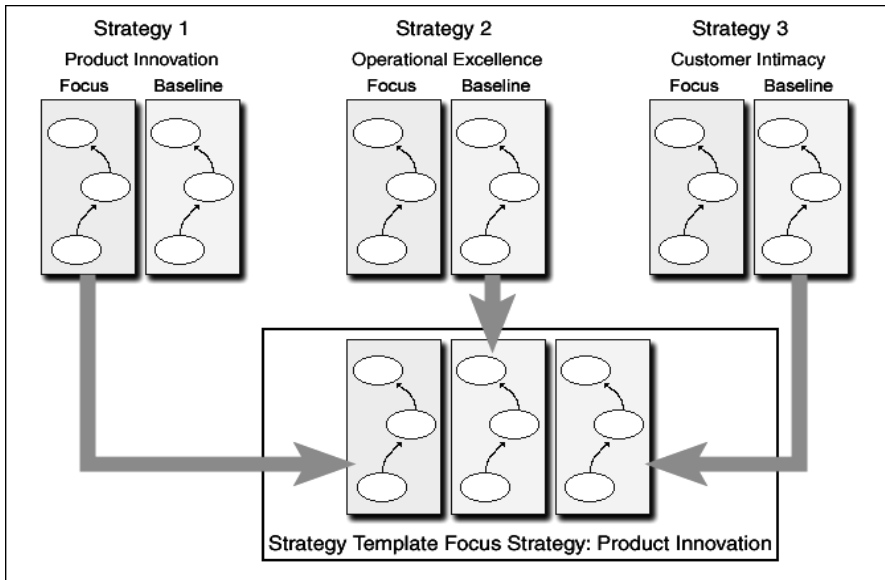 Strategy 1
Strategy 2
Strategy 3
Product Innovation
Operational Excellence
Customer Intimacy
Focus
Baseline
Focus
Baseline
Focus
Baseline
Strategy Template Focus Strategy: Product Innovation